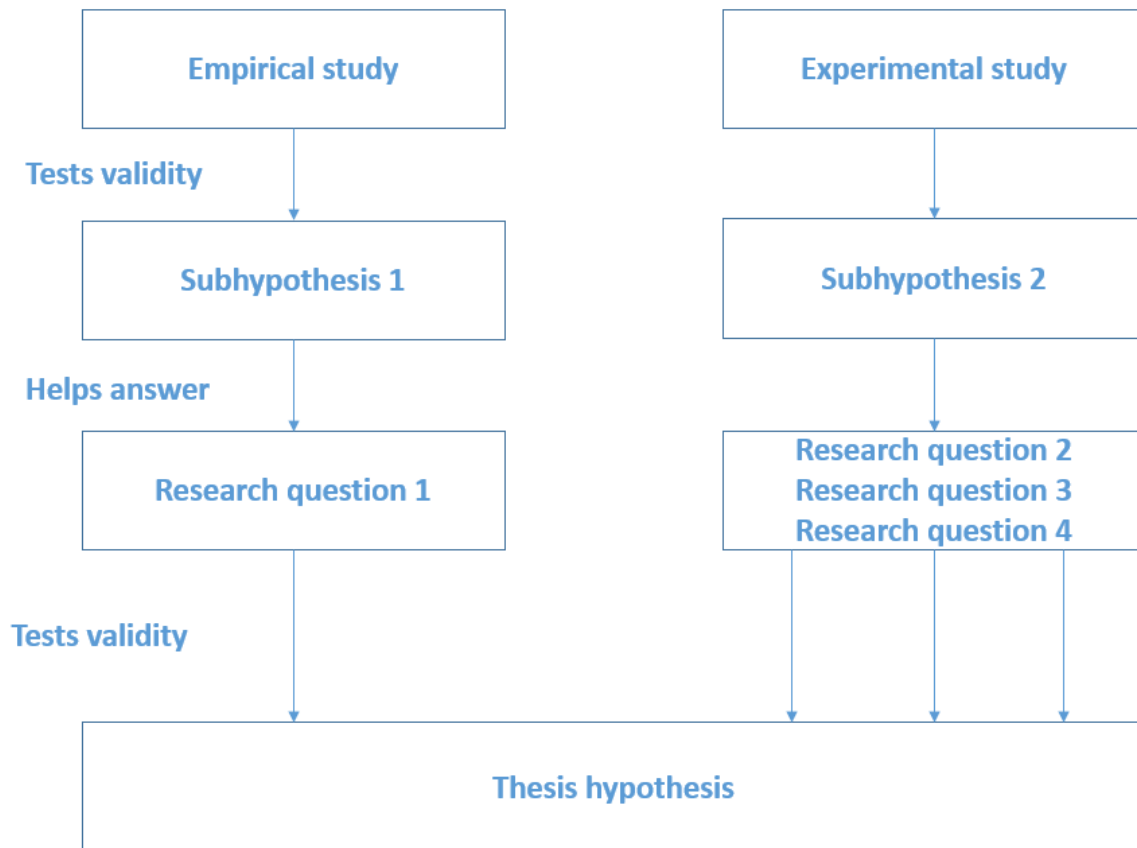 Empirical study
Experimental study
Tests validity
Subhypothesis 1
Subhypothesis 2
Helps answer
Research question 1
Research question 2
Research question 3
Research question 4
Tests validity
Thesis hypothesis